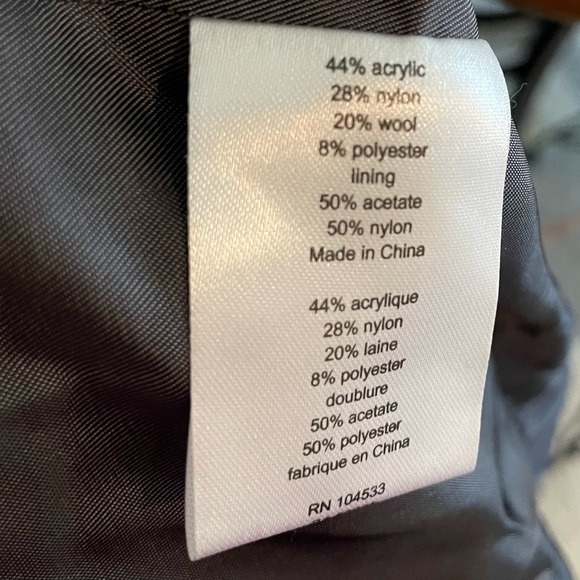 44% acrylic
28% nylon
20% wool
8% polyester
lining
50% acetate
50% nylon
Made in China
44% acrylique
28% nylon
20% laine
8% polyester
doublure
50% acetate
50% polyester
fabrique en China
RN 104533